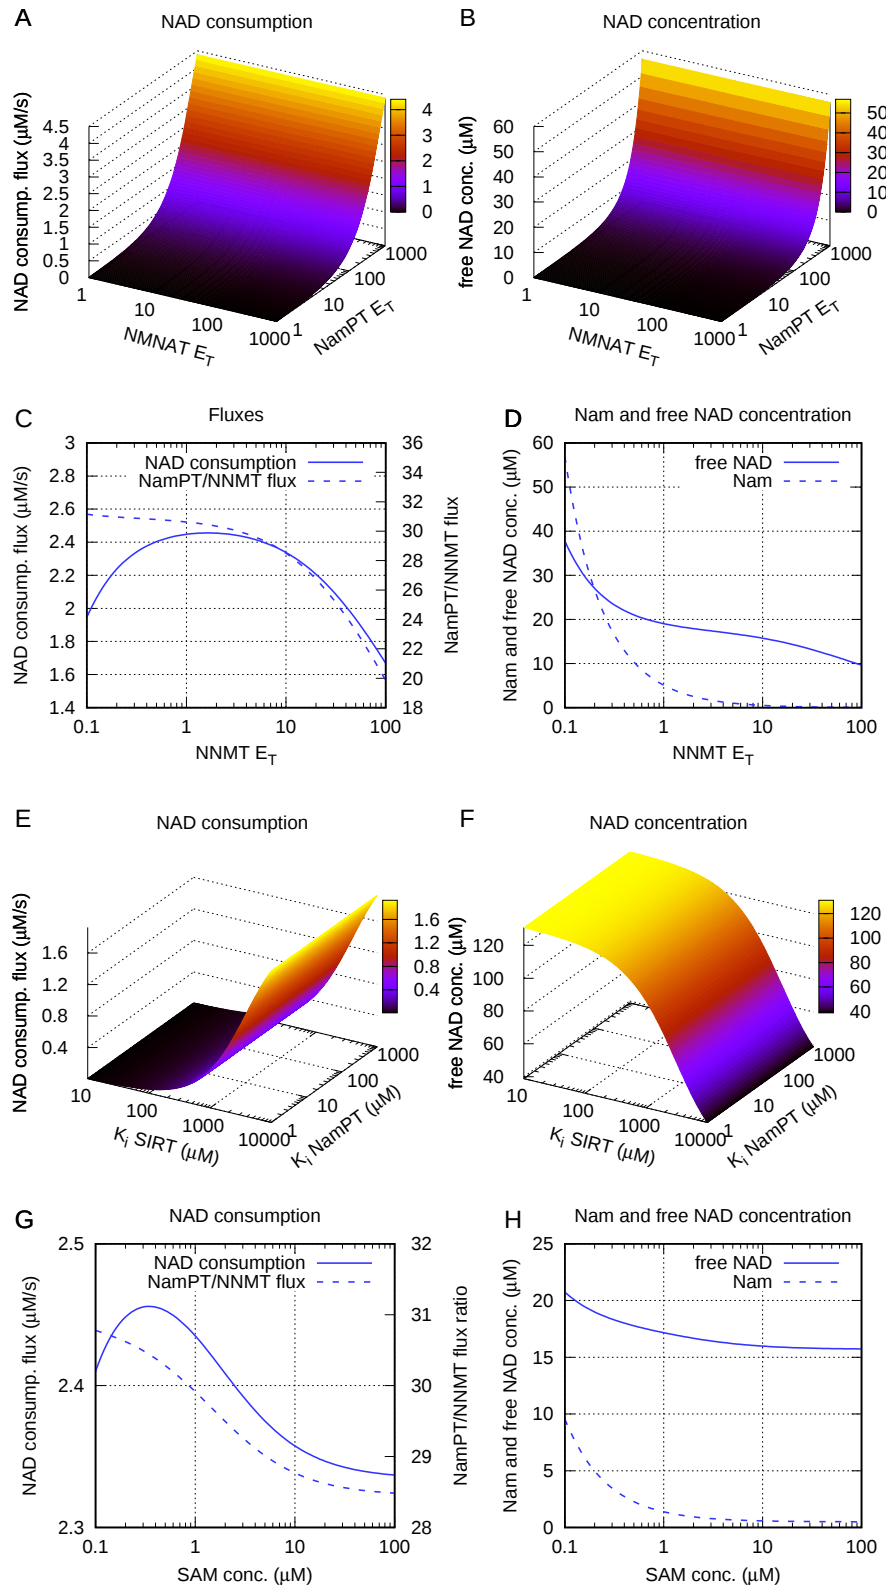 A NAD consumption
NAD consump. flux (μM/s)
4.5
4
3.5
3
2.5
2
1.5
1
0.5
0
1
10
100
1000
NMNAT E_T
1
10
100
1000
NamPT E_T
4
3
2
1
0
B NAD concentration
free NAD conc. (μM)
60
50
40
30
20
10
0
1
10
100
1000
NMNAT E_T
1
10
100
1000
NamPT E_T
50
40
30
20
10
0
C Fluxes
NAD consump. flux (μM/s)
3
2.8
2.6
2.4
2.2
2
1.8
1.6
1.4
NAD consumption
NamPT/NNMT flux
36
34
32
30
28
26
24
22
20
18
NamPT/NNMT flux
0.1 1 10 100
NNMT E_T
D Nam and free NAD concentration
Nam and free NAD conc. (μM)
60
50
40
30
20
10
0
free NAD
Nam
0.1 1 10 100
NNMT E_T
E NAD consumption
NAD consump. flux (μM/s)
1.6
1.2
0.8
0.4
10
100
1000
10000
K_i SIRT (μM)
1
10
100
1000
K_i NamPT (μM)
1.6
1.2
0.8
0.4
F NAD concentration
free NAD conc. (μM)
120
100
80
60
40
10
100
1000
10000
K_i SIRT (μM)
1
10
100
1000
K_i NamPT (μM)
120
100
80
60
40
G NAD consumption
NAD consump. flux (μM/s)
2.5
2.4
2.3
NAD consumption
NamPT/NNMT flux
32
31
30
29
28
NamPT/NNMT flux ratio
0.1 1 10 100
SAM conc. (μM)
H Nam and free NAD concentration
Nam and free NAD conc. (μM)
25
20
15
10
5
0
free NAD
Nam
0.1 1 10 100
SAM conc. (μM)